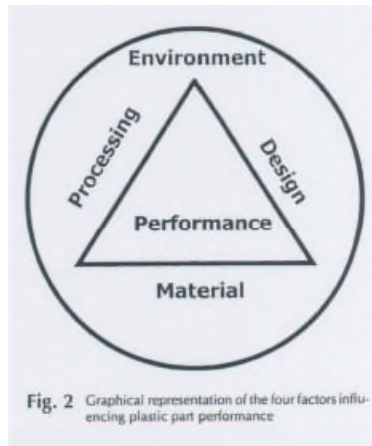 Environment
Processing
Design
Performance
Material
Fig. 2 Graphical representation of the four factors influ-
encing plastic part performance